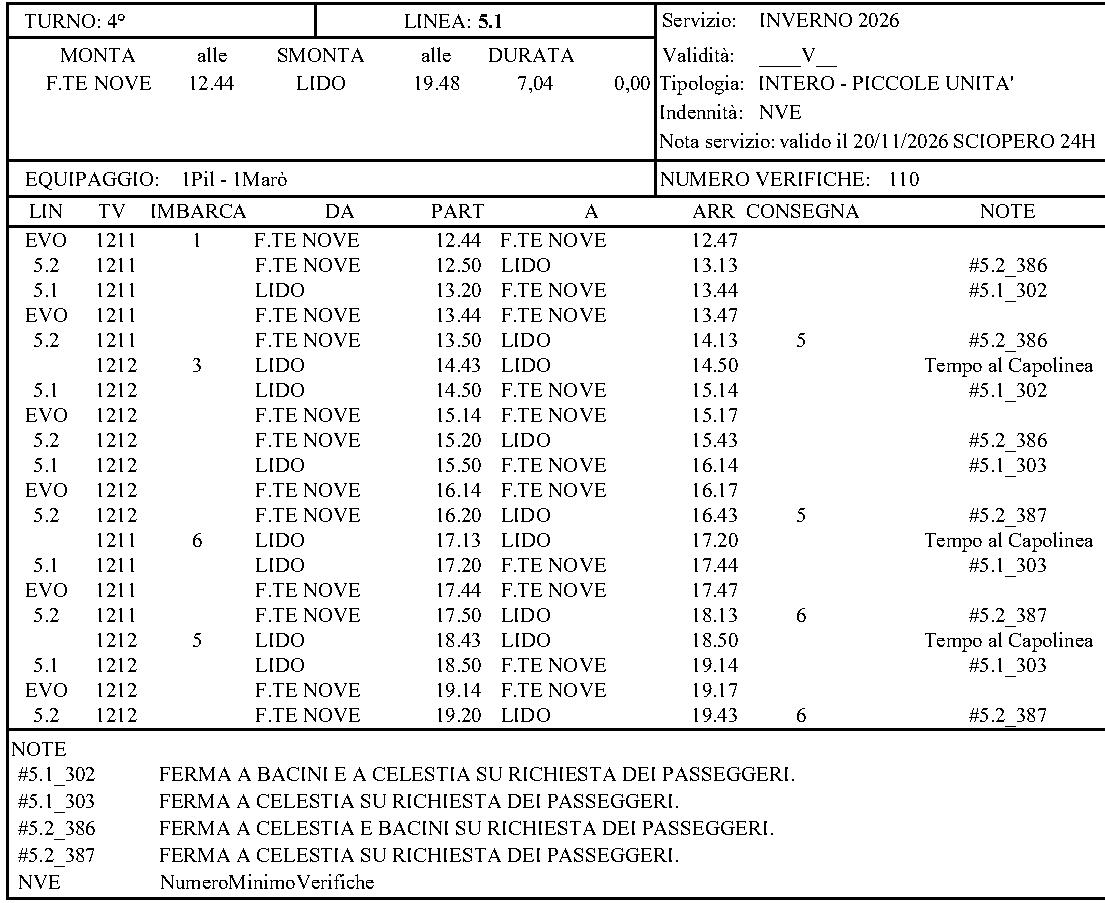 TURNO: 4° LINEA: 5.1 Servizio: INVERNO 2026
MONTA alle SMONTA alle DURATA Validità: ____V__
F.TE NOVE 12.44 LIDO 19.48 7,04 0,00 Tipologia: INTERO - PICCOLE UNITA'
Indennità: NVE
Nota servizio: valido il 20/11/2026 SCIOPERO 24H
EQUIPAGGIO: 1Pil - 1Marò NUMERO VERIFICHE: 110
LIN TV IMBARCA DA PART A ARR CONSEGNA NOTE
EVO 1211 1 F.TE NOVE 12.44 F.TE NOVE 12.47
5.2 1211 F.TE NOVE 12.50 LIDO 13.13 #5.2_386
5.1 1211 LIDO 13.20 F.TE NOVE 13.44 #5.1_302
EVO 1211 F.TE NOVE 13.44 F.TE NOVE 13.47
5.2 1211 F.TE NOVE 13.50 LIDO 14.13 5 #5.2_386
1212 3 LIDO 14.43 LIDO 14.50 Tempo al Capolinea
5.1 1212 LIDO 14.50 F.TE NOVE 15.14 #5.1_302
EVO 1212 F.TE NOVE 15.14 F.TE NOVE 15.17
5.2 1212 F.TE NOVE 15.20 LIDO 15.43 #5.2_386
5.1 1212 LIDO 15.50 F.TE NOVE 16.14 #5.1_303
EVO 1212 F.TE NOVE 16.14 F.TE NOVE 16.17
5.2 1212 F.TE NOVE 16.20 LIDO 16.43 5 #5.2_387
1211 6 LIDO 17.13 LIDO 17.20 Tempo al Capolinea
5.1 1211 LIDO 17.20 F.TE NOVE 17.44 #5.1_303
EVO 1211 F.TE NOVE 17.44 F.TE NOVE 17.47
5.2 1211 F.TE NOVE 17.50 LIDO 18.13 6 #5.2_387
1212 5 LIDO 18.43 LIDO 18.50 Tempo al Capolinea
5.1 1212 LIDO 18.50 F.TE NOVE 19.14 #5.1_303
EVO 1212 F.TE NOVE 19.14 F.TE NOVE 19.17
5.2 1212 F.TE NOVE 19.20 LIDO 19.43 6 #5.2_387
NOTE
#5.1_302 FERMA A BACINI E A CELESTIA SU RICHIESTA DEI PASSEGGERI.
#5.1_303 FERMA A CELESTIA SU RICHIESTA DEI PASSEGGERI.
#5.2_386 FERMA A CELESTIA E BACINI SU RICHIESTA DEI PASSEGGERI.
#5.2_387 FERMA A CELESTIA SU RICHIESTA DEI PASSEGGERI.
NVE NumeroMinimoVerifiche